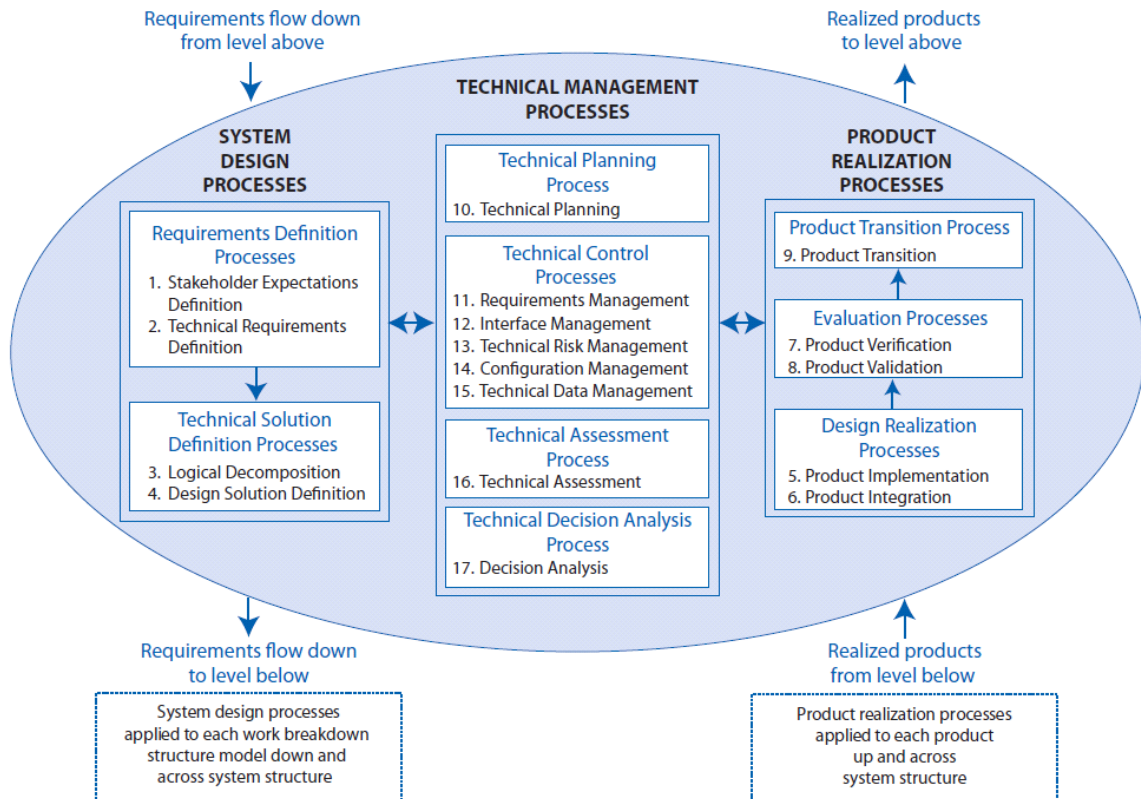 Requirements flow down
from level above
Realized products
to level above
TECHNICAL MANAGEMENT
PROCESSES
SYSTEM
DESIGN
PROCESSES
Requirements Definition
Processes
1. Stakeholder Expectations
Definition
2. Technical Requirements
Definition
Technical Solution
Definition Processes
3. Logical Decomposition
4. Design Solution Definition
Technical Planning
Process
10. Technical Planning
Technical Control
Processes
11. Requirements Management
12. Interface Management
13. Technical Risk Management
14. Configuration Management
15. Technical Data Management
Technical Assessment
Process
16. Technical Assessment
Technical Decision Analysis
Process
17. Decision Analysis
PRODUCT
REALIZATION
PROCESSES
Product Transition Process
9. Product Transition
Evaluation Processes
7. Product Verification
8. Product Validation
Design Realization
Processes
5. Product Implementation
6. Product Integration
Requirements flow down
to level below
System design processes
applied to each work breakdown
structure model down and
across system structure
Realized products
from level below
Product realization processes
applied to each product
up and across
system structure